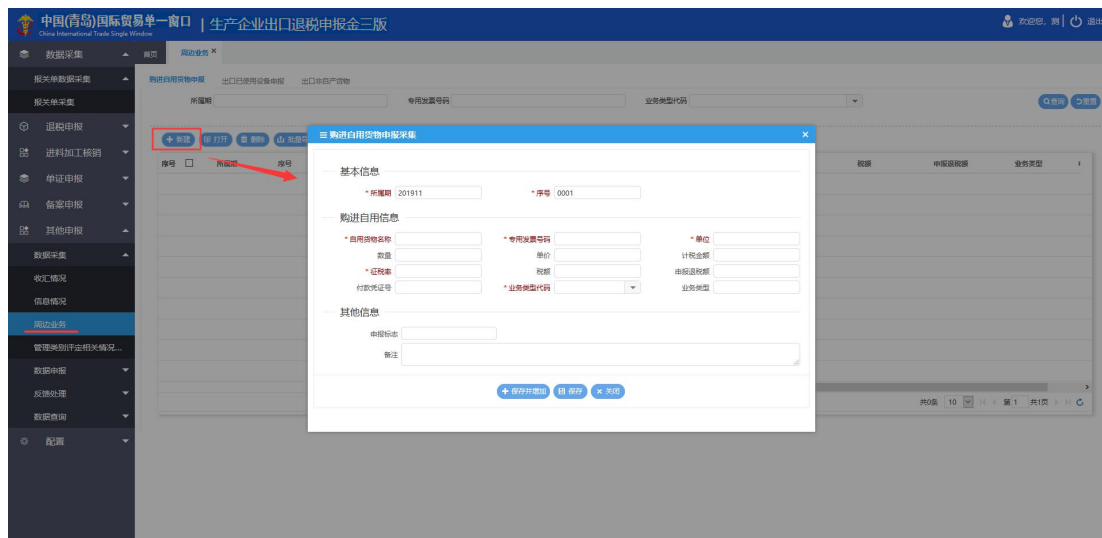 中国(青岛)国际贸易单一窗口 | 生产企业出口退税申报金三版
China International Trade Single Window
欢迎您, 测 退出
数据采集 首页 周边业务 ×
报关单数据采集 购进自用货物申报 出口已使用设备申报 出口非自产货物
报关单采集 所属期 专用发票号码 业务类型代码 查询 重置
退税申报
+ 新建 打开 删除 批量导
进料加工核销
序号 所属期 序号 税额 申报退税额 业务类型
单证申报
备案申报
其他申报
数据采集
收汇情况
信息情况
周边业务
管理类别评定相关情况...
数据申报
反馈处理
数据查询
配置
购进自用货物申报采集 ×
基本信息
* 所属期 201911 * 序号 0001
购进自用信息
* 自用货物名称 * 专用发票号码 * 单位
数量 单价 计税金额
* 征税率 税额 申报退税额
付款凭证号 * 业务类型代码 业务类型
其他信息
申报标志
备注
+ 保存并增加 保存 × 关闭
共0条 10 第 1 共1页